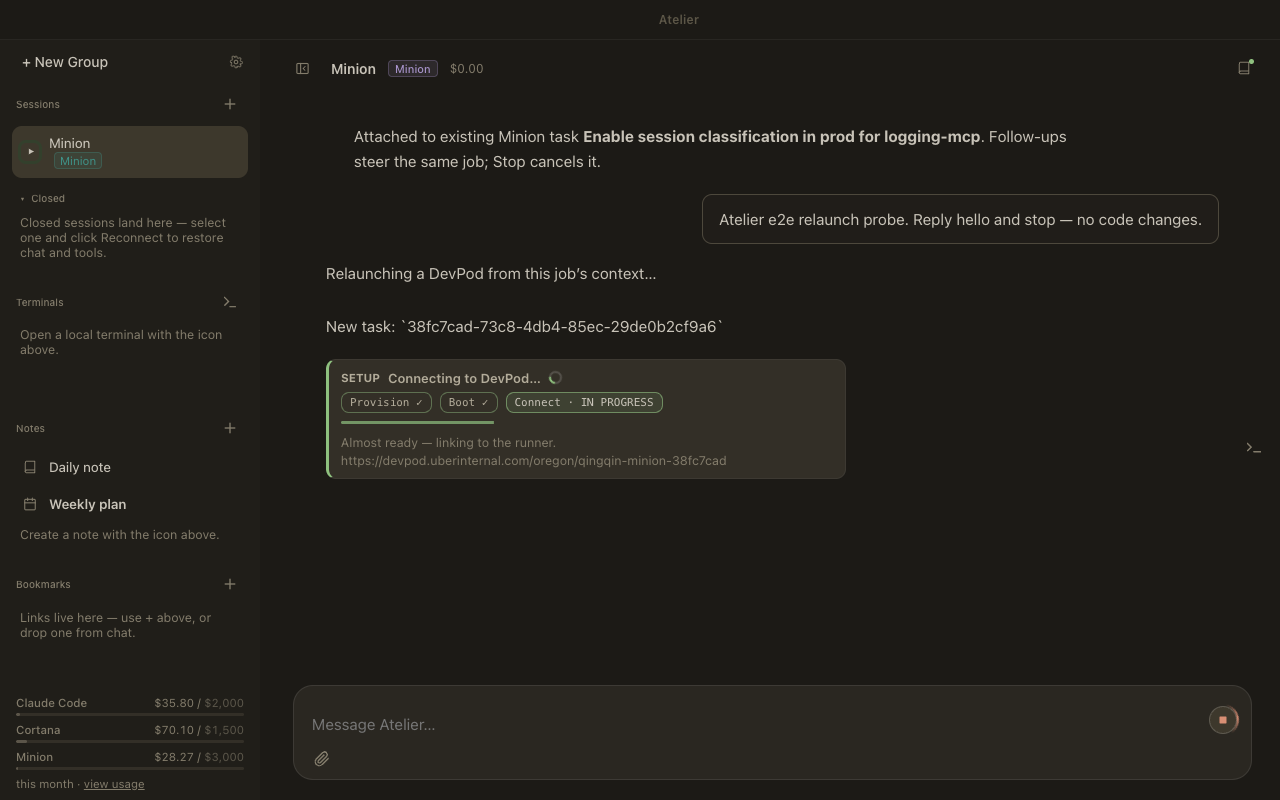 Atelier
+ New Group
Sessions
Minion
Minion
Closed
Closed sessions land here — select
one and click Reconnect to restore
chat and tools.
Terminals
Open a local terminal with the icon
above.
Notes
Daily note
Weekly plan
Create a note with the icon above.
Bookmarks
Links live here — use + above, or
drop one from chat.
Claude Code $35.80 / $2,000
Cortana $70.10 / $1,500
Minion $28.27 / $3,000
this month · view usage
Minion Minion $0.00
Attached to existing Minion task Enable session classification in prod for logging-mcp. Follow-ups
steer the same job; Stop cancels it.
Atelier e2e relaunch probe. Reply hello and stop — no code changes.
Relaunching a DevPod from this job’s context...
New task: `38fc7cad-73c8-4db4-85ec-29de0b2cf9a6`
SETUP Connecting to DevPod...
Provision ✓ Boot ✓ Connect · IN PROGRESS
Almost ready — linking to the runner.
https://devpod.uberinternal.com/oregon/qingqin-minion-38fc7cad
Message Atelier...